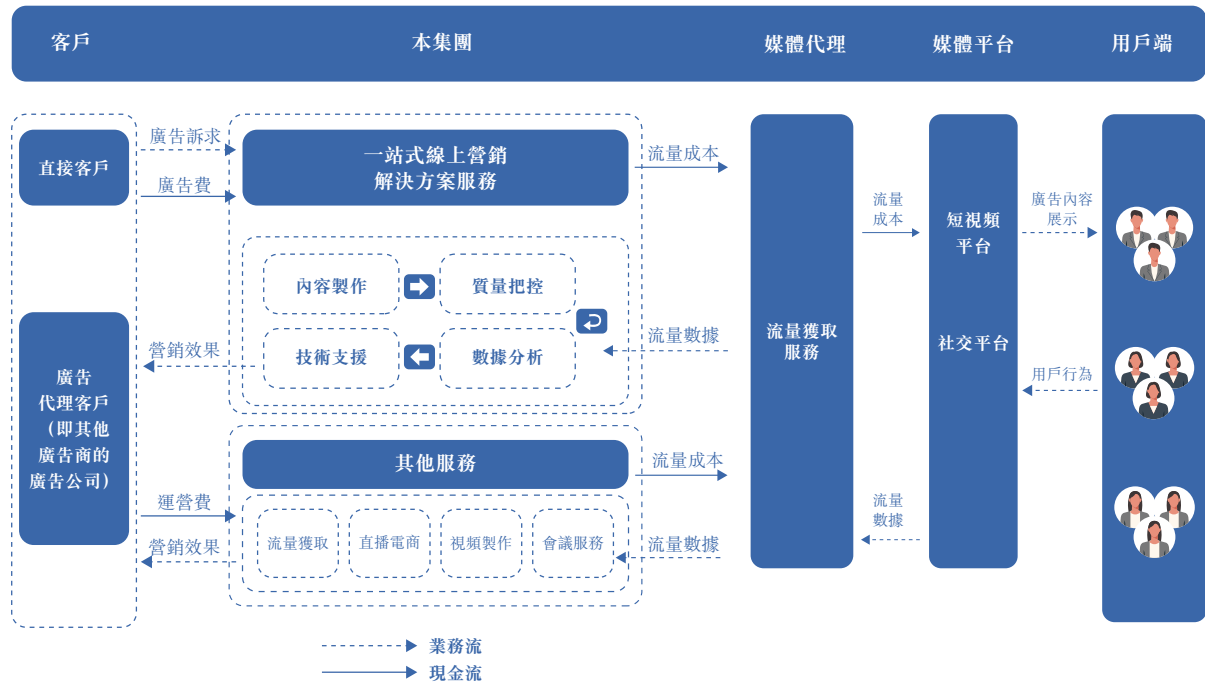 客戶
本集團
媒體代理
媒體平台
用戶端
直接客戶
廣告
代理客戶
（即其他
廣告商的
廣告公司）
廣告訴求
廣告費
營銷效果
運營費
營銷效果
一站式線上營銷
解決方案服務
內容製作
質量把控
技術支援
數據分析
其他服務
流量獲取
直播電商
視頻製作
會議服務
流量成本
流量數據
流量成本
流量數據
流量獲取
服務
流量
成本
流量
數據
短視頻
平台
社交平台
廣告內容
展示
用戶行為
業務流
現金流